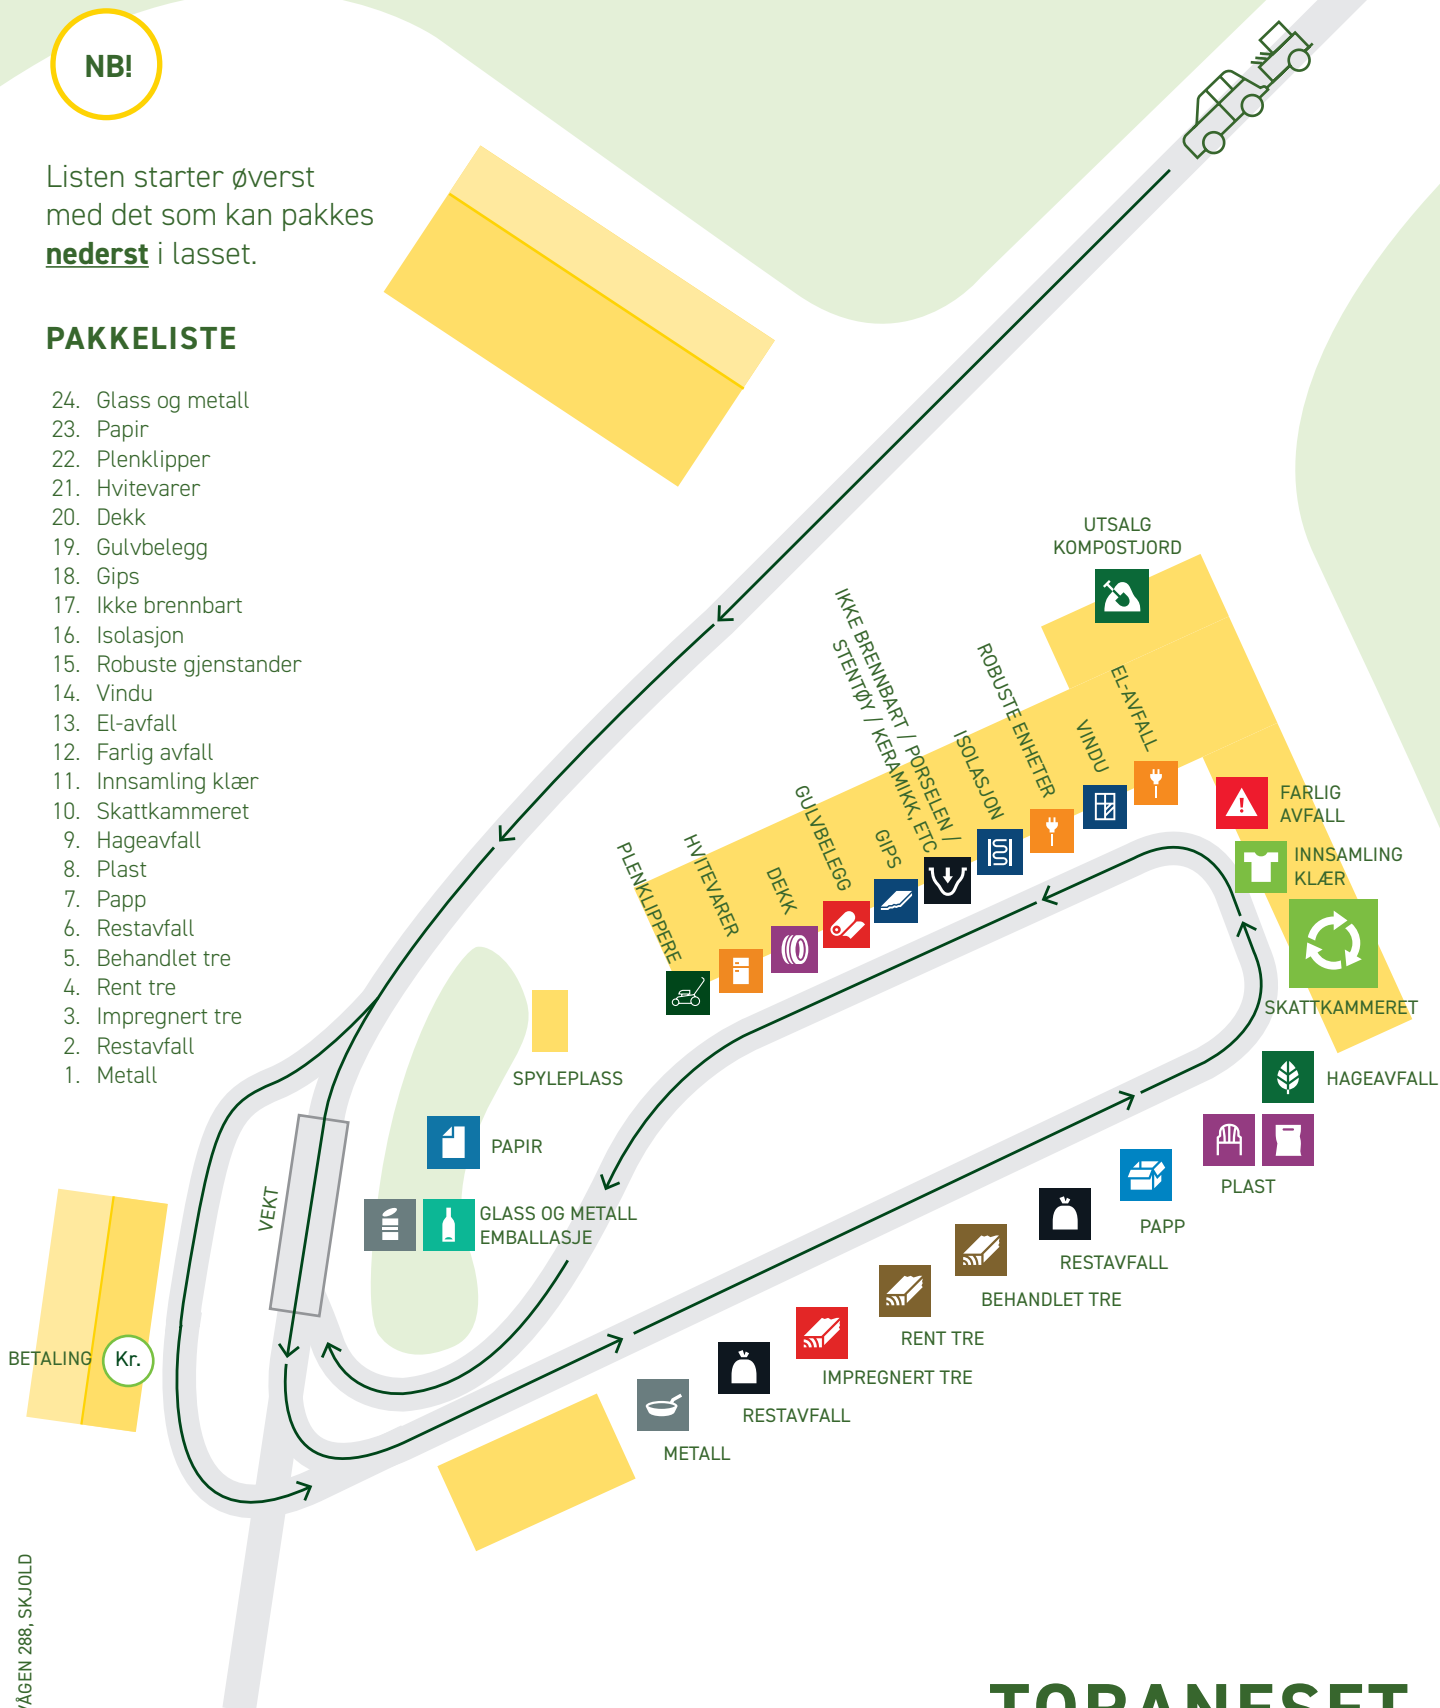 NB!
Listen starter øverst
med det som kan pakkes
nederst i lasset.
PAKKELISTE
24. Glass og metall
23. Papir
22. Plenklipper
21. Hvitevarer
20. Dekk
19. Gulvbelegg
18. Gips
17. Ikke brennbart
16. Isolasjon
15. Robuste gjenstander
14. Vindu
13. El-avfall
12. Farlig avfall
11. Innsamling klær
10. Skattkammeret
9. Hageavfall
8. Plast
7. Papp
6. Restavfall
5. Behandlet tre
4. Rent tre
3. Impregnert tre
2. Restavfall
1. Metall
UTSALG
KOMPOSTJORD
PLENKLIPPERE
HVITEVARER
DEKK
GULVBELEGG
GIPS
IKKE BRENNBART / PORSELEN /
STENTØY / KERAMIKK, ETC
ISOLASJON
ROBUSTE ENHETER
VINDU
EL-AVFALL
FARLIG
AVFALL
INNSAMLING
KLÆR
SKATTKAMMERET
HAGEAVFALL
PLAST
PAPP
RESTAVFALL
BEHANDLET TRE
RENT TRE
IMPREGNERT TRE
RESTAVFALL
METALL
SPYLEPLASS
PAPIR
GLASS OG METALL
EMBALLASJE
VEKT
BETALING
Kr.
VÅGEN 288, SKJOLD
TORANESET